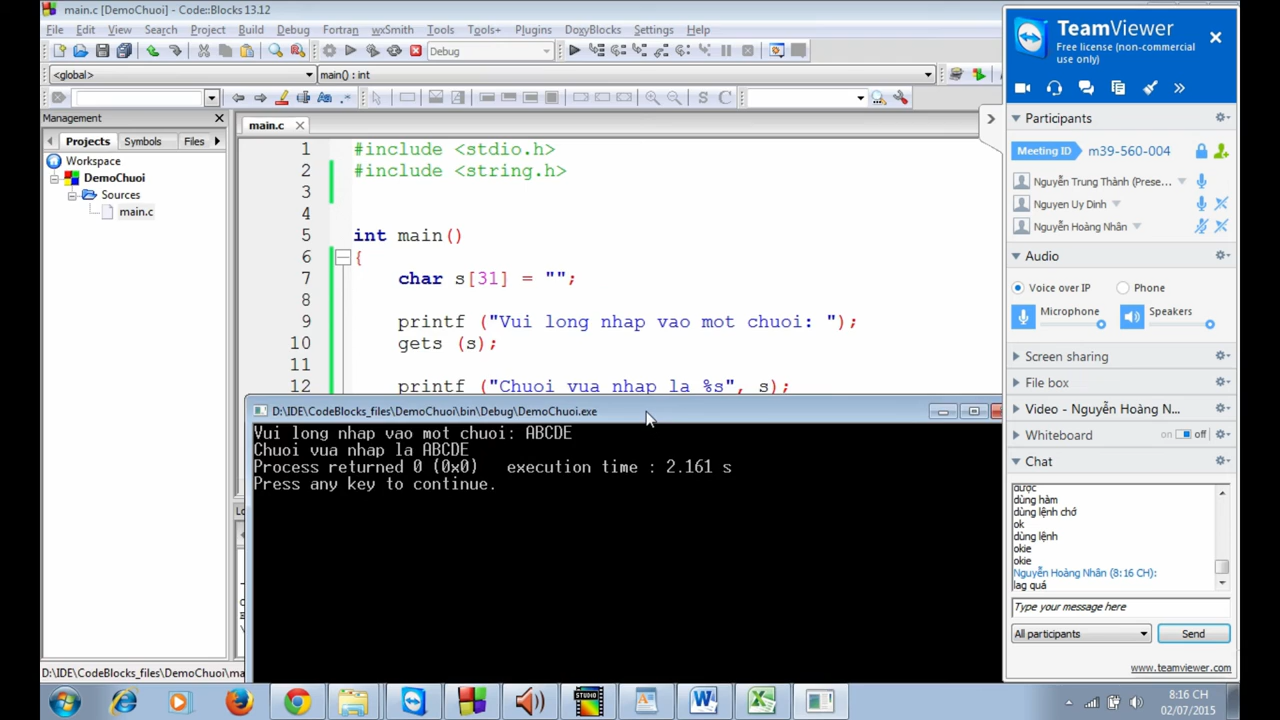 main.c [DemoChuoi] - Code::Blocks 13.12
File Edit View Search Project Build Debug Fortran wxSmith Tools Tools+ Plugins DoxyBlocks Settings Help
Debug
<global>
main() : int
S C
Management
Projects Symbols Files
Workspace
DemoChuoi
Sources
main.c
main.c
1 #include <stdio.h>
2 #include <string.h>
3
4
5 int main()
6 {
7 char s[31] = "";
8
9 printf ("Vui long nhap vao mot chuoi: ");
10 gets (s);
11
12 printf ("Chuoi vua nhap la %s", s);
D:\IDE\CodeBlocks_files\DemoChuoi\bin\Debug\DemoChuoi.exe
Vui long nhap vao mot chuoi: ABCDE
Chuoi vua nhap la ABCDE
Process returned 0 (0x0) execution time : 2.161 s
Press any key to continue.
D:\IDE\CodeBlocks_files\DemoChuoi\ma
TeamViewer
Free license (non-commercial
use only)
Participants
Meeting ID m39-560-004
Nguyễn Trung Thành (Prese...
Nguyen Uy Dinh
Nguyễn Hoàng Nhân
Audio
Voice over IP Phone
Microphone Speakers
Screen sharing
File box
Video - Nguyễn Hoàng N...
Whiteboard on off
Chat
được
dùng hàm
dùng lệnh chớ
ok
dùng lệnh
okie
okie
Nguyễn Hoàng Nhân (8:16 CH):
lag quá
Type your message here
All participants Send
www.teamviewer.com
STUDIO
8:16 CH
02/07/2015